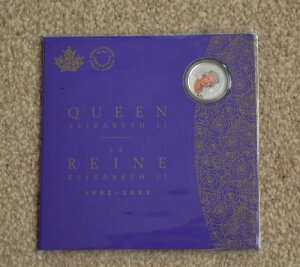 QUEEN
ELIZABETH II
LA
REINE
ELIZABETH II
1952-2022